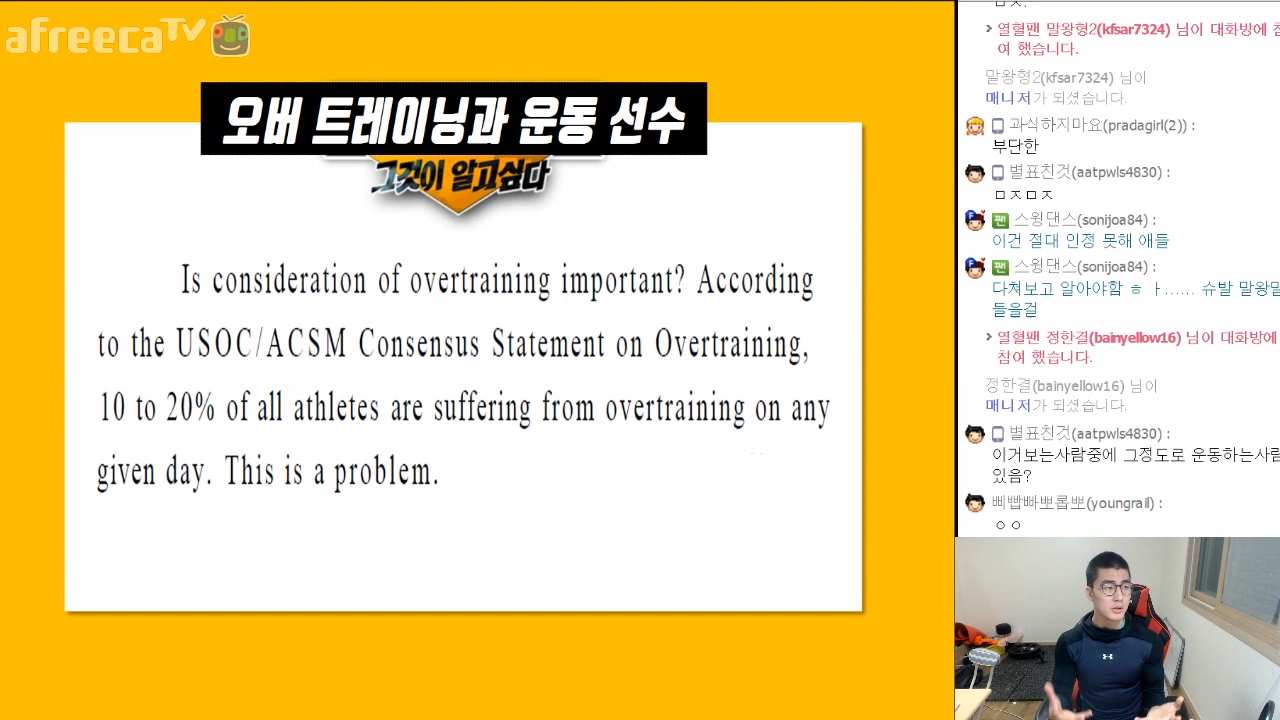 afreecaTV
오버 트레이닝과 운동 선수
그것이 알고싶다
Is consideration of overtraining important? According
to the USOC/ACSM Consensus Statement on Overtraining,
10 to 20% of all athletes are suffering from overtraining on any
given day. This is a problem.
ㅁㅈ.
열혈팬 말왕형2(kfsar7324) 님이 대화방에 참
여 했습니다.
말왕형2(kfsar7324) 님이
매니저가 되셨습니다.
과식하지마요(pradagirl(2)) :
부단한
별표친것(aatpwls4830) :
ㅁㅈㅁㅈ
팬 스윙댄스(sonijoa84) :
이건 절대 인정 못해 얘들
팬 스윙댄스(sonijoa84) :
다쳐보고 알아야함 ㅎ ㅏ...... 슈발 말왕말
들을걸
열혈팬 정한결(bainyellow16) 님이 대화방에
참여 했습니다.
정한결(bainyellow16) 님이
매니저가 되셨습니다.
별표친것(aatpwls4830) :
이거보는사람중에 그정도로 운동하는사람
있음?
삐빱빠뽀롭뽀(youngrail) :
ㅇㅇ